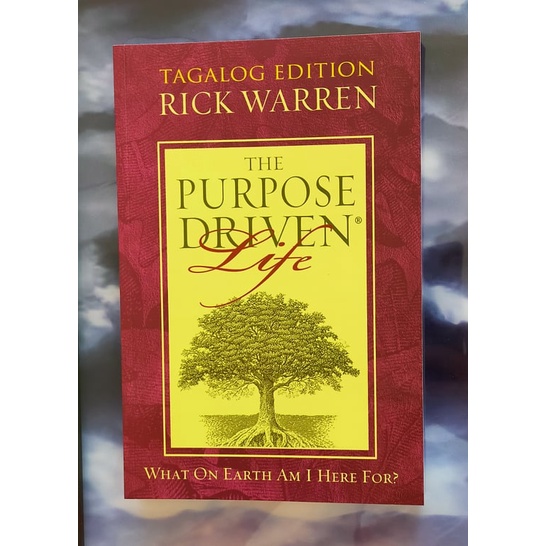 TAGALOG EDITION
RICK WARREN
THE
PURPOSE
DRIVEN®
Life
WHAT ON EARTH AM I HERE FOR?